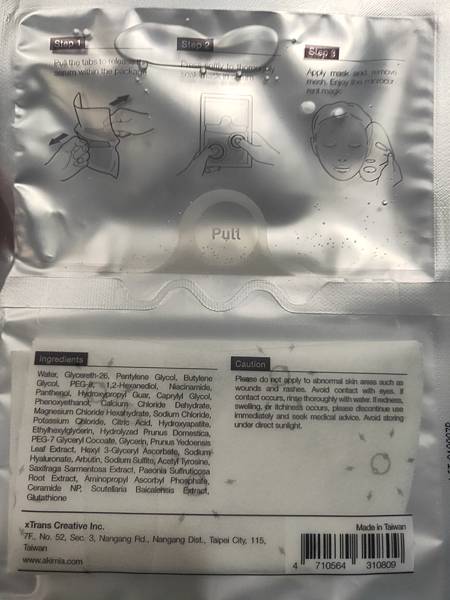 Step 1
Pull the tabs to release
serum within the package
Step 2
Step 3
Apply mask and remove
mesh. Enjoy the microcur
rent magic
Pull
Ingredients
Water, Glycereth-26, Pentylene Glycol, Butylene
Glycol, PEG-8, 1,2-Hexanediol, Niacinamide,
Panthenol, Hydroxypropyl Guar, Caprylyl Glycol,
Phenoxyethanol, Calcium Chloride Dehydrate,
Magnesium Chloride Hexahydrate, Sodium Chloride,
Potassium Chloride, Citric Acid, Hydroxyapatite,
Ethylhexylglycerin, Hydrolyzed Prunus Domestica,
PEG-7 Glyceryl Cocoate, Glycerin, Prunus Yedoensis
Leaf Extract, Hexyl 3-Glyceryl Ascorbate, Sodium
Hyaluronate, Arbutin, Sodium Sulfite, Acetyl Tyrosine,
Saxifraga Sarmentosa Extract, Paeonia Suffruticosa
Root Extract, Aminopropyl Ascorbyl Phosphate,
Ceramide NP, Scutellaria Baicalensis Extract,
Glutathione
Caution
Please do not apply to abnormal skin areas such as
wounds and rashes. Avoid contact with eyes. If
contact occurs, rinse thoroughly with water. If redness,
swelling, or itchiness occurs, please discontinue use
immediately and seek medical advice. Avoid storing
under direct sunlight.
xTrans Creative Inc.
7F., No. 52, Sec. 3, Nangang Rd., Nangang Dist., Taipei City, 115,
Taiwan
www.akimia.com
Made in Taiwan
4 710564 310809